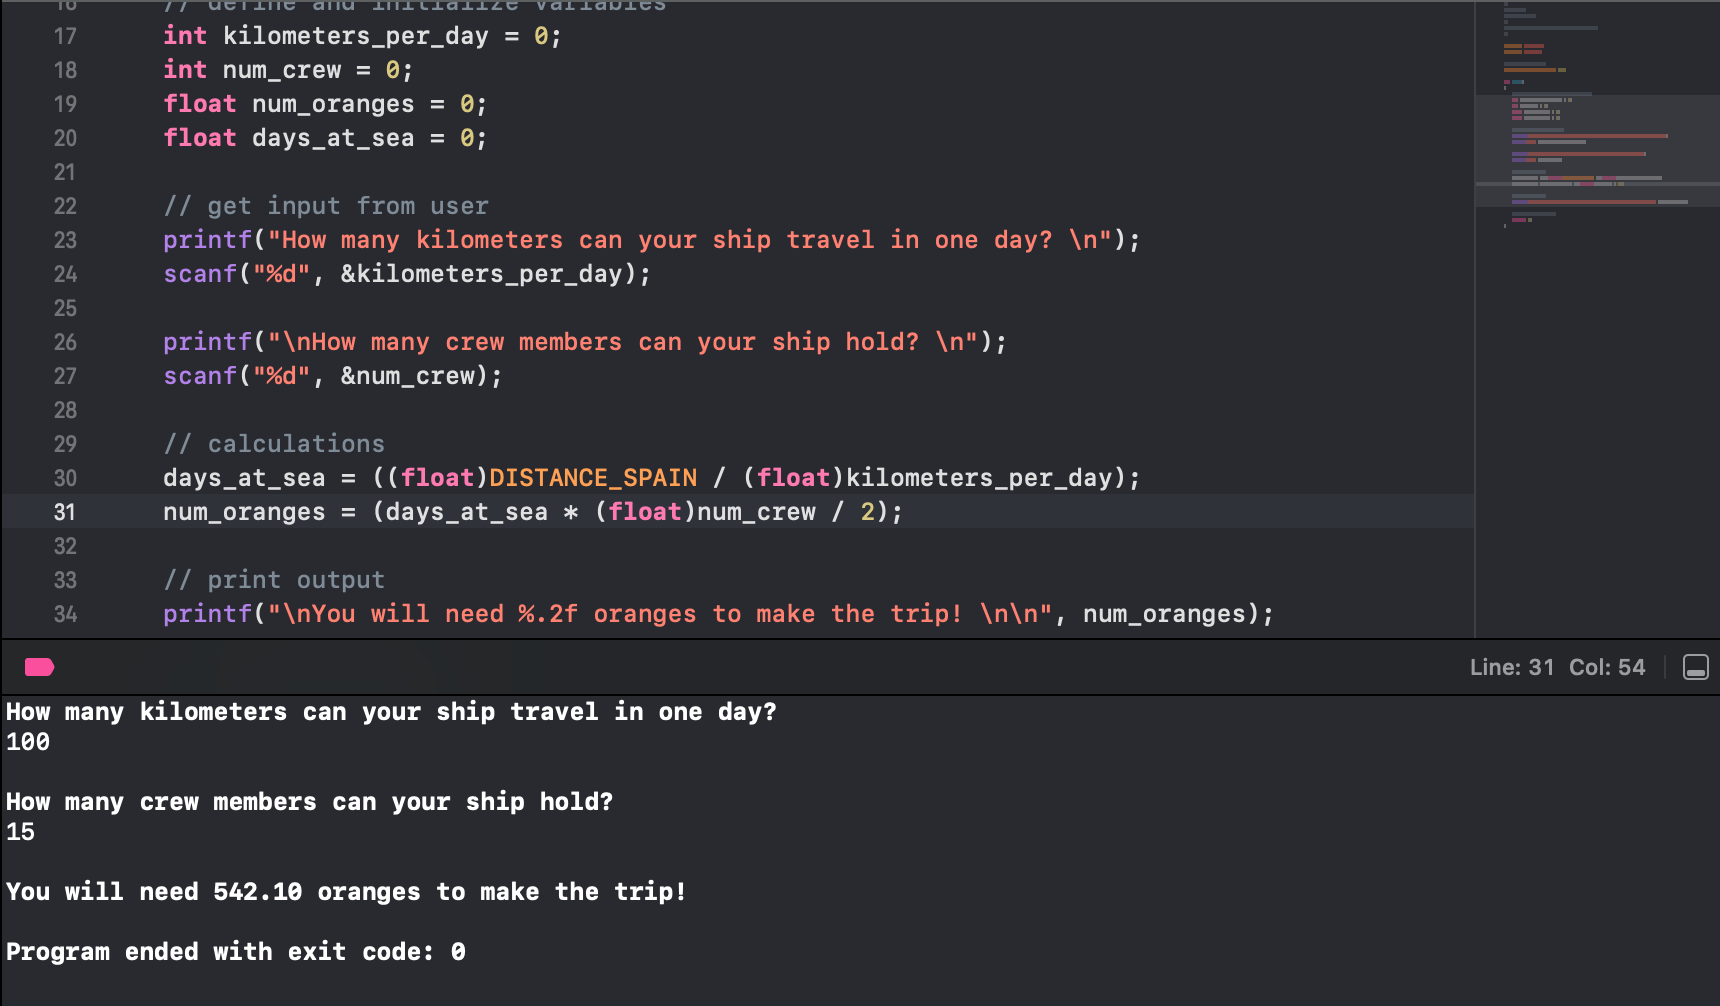 16 // define and initialize variables
17 int kilometers_per_day = 0;
18 int num_crew = 0;
19 float num_oranges = 0;
20 float days_at_sea = 0;
21
22 // get input from user
23 printf("How many kilometers can your ship travel in one day? \n");
24 scanf("%d", &kilometers_per_day);
25
26 printf("\nHow many crew members can your ship hold? \n");
27 scanf("%d", &num_crew);
28
29 // calculations
30 days_at_sea = ((float)DISTANCE_SPAIN / (float)kilometers_per_day);
31 num_oranges = (days_at_sea * (float)num_crew / 2);
32
33 // print output
34 printf("\nYou will need %.2f oranges to make the trip! \n\n", num_oranges);
Line: 31 Col: 54
How many kilometers can your ship travel in one day?
100
How many crew members can your ship hold?
15
You will need 542.10 oranges to make the trip!
Program ended with exit code: 0